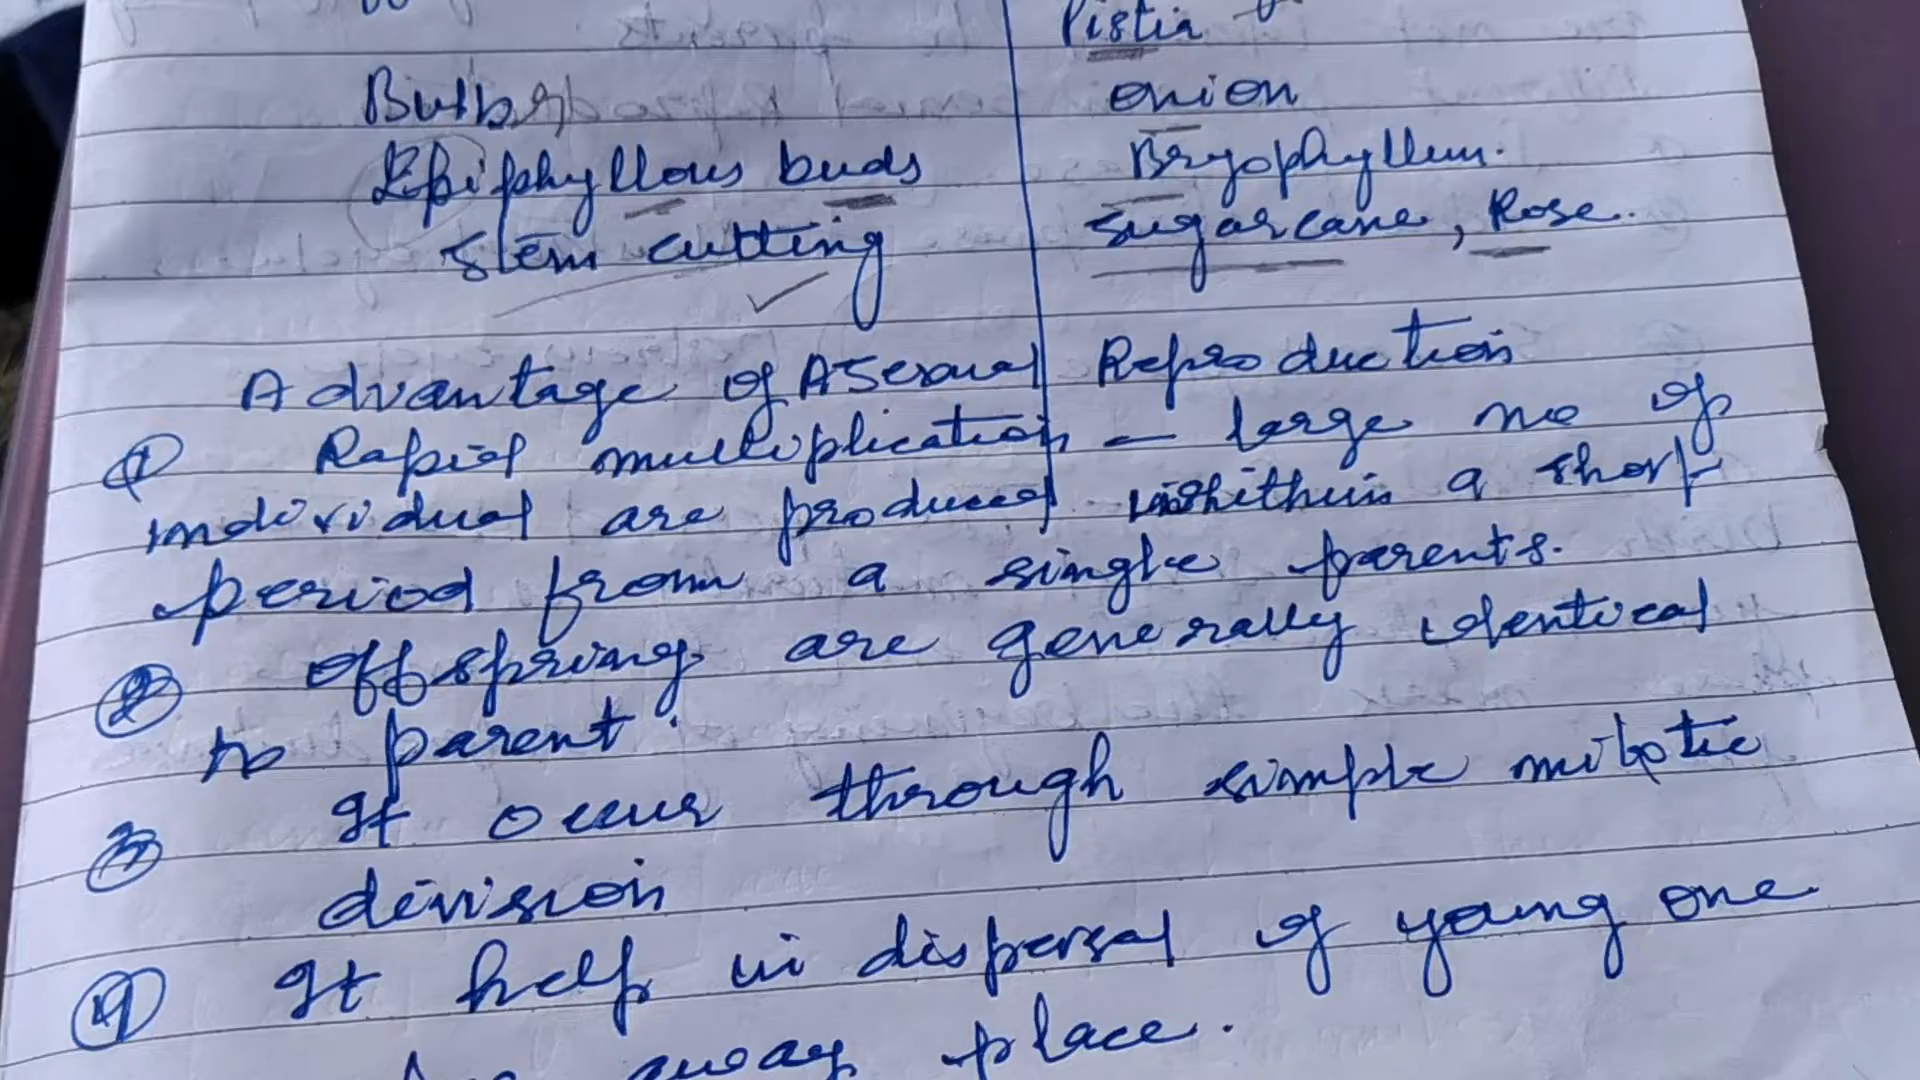 Pistia
Bulbs onion
Epiphyllous buds Bryophyllum.
Stem cutting Sugarcane, Rose.
Advantage of ASexual Reproduction
① Rapid multiplication – large no of
individual are produced within a short
period from a single parents.
② offspring are generally identical
to parent.
③ It occur through simple mitotic
division
④ It help in dispersal of young one
away place.